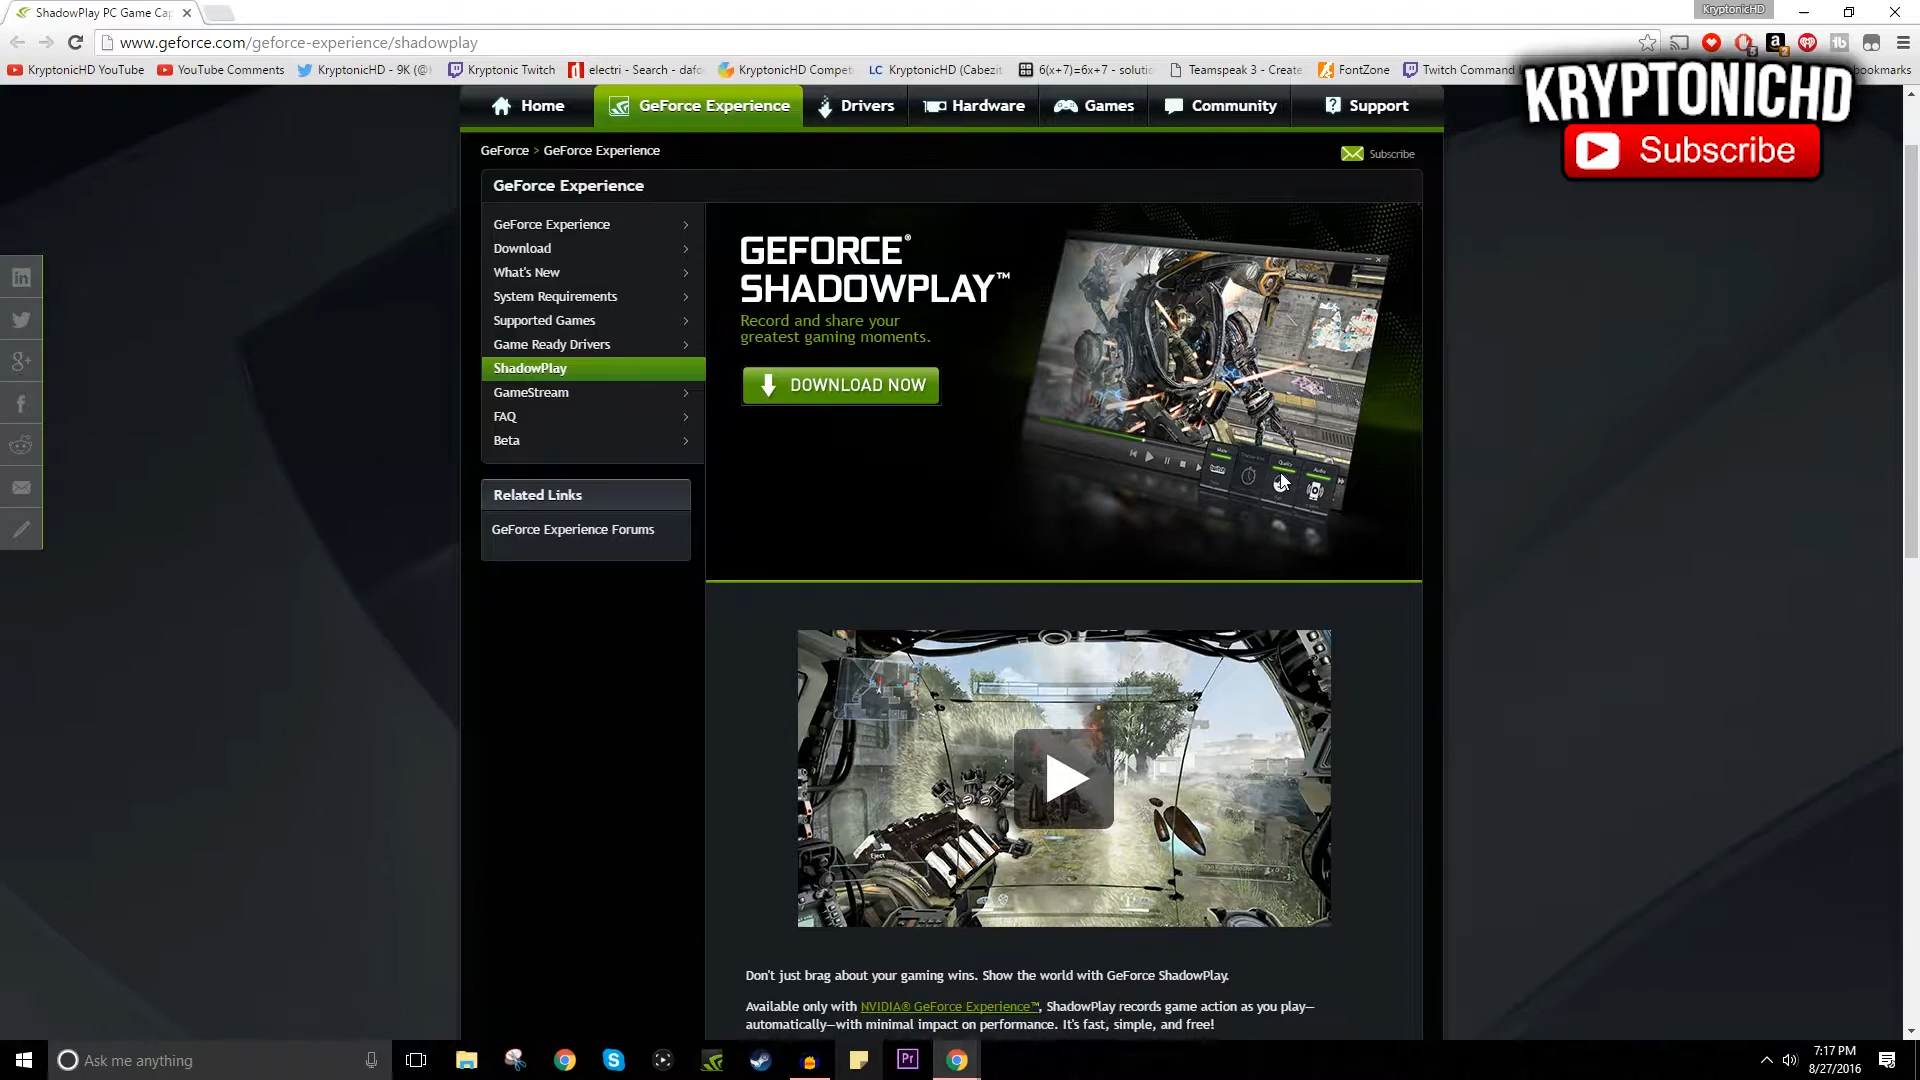 ShadowPlay PC Game Cap
KryptonicHD
www.geforce.com/geforce-experience/shadowplay
KryptonicHD YouTube
YouTube Comments
KryptonicHD - 9K (@
Kryptonic Twitch
electri - Search - dafo
KryptonicHD Compet
LC KryptonicHD (Cabezit
6(x+7)=6x+7 - solutio
Teamspeak 3 - Create
FontZone
Twitch Command
bookmarks
KRYPTONICHD
Subscribe
Home
GeForce Experience
Drivers
Hardware
Games
Community
Support
GeForce > GeForce Experience
Subscribe
GeForce Experience
GeForce Experience
Download
What's New
System Requirements
Supported Games
Game Ready Drivers
ShadowPlay
GameStream
FAQ
Beta
Related Links
GeForce Experience Forums
GEFORCE®
SHADOWPLAY™
Record and share your
greatest gaming moments.
DOWNLOAD NOW
Quality
Audio
Eject
Don't just brag about your gaming wins. Show the world with GeForce ShadowPlay.
Available only with NVIDIA® GeForce Experience™, ShadowPlay records game action as you play—
automatically—with minimal impact on performance. It's fast, simple, and free!
Ask me anything
Pr
7:17 PM
8/27/2016